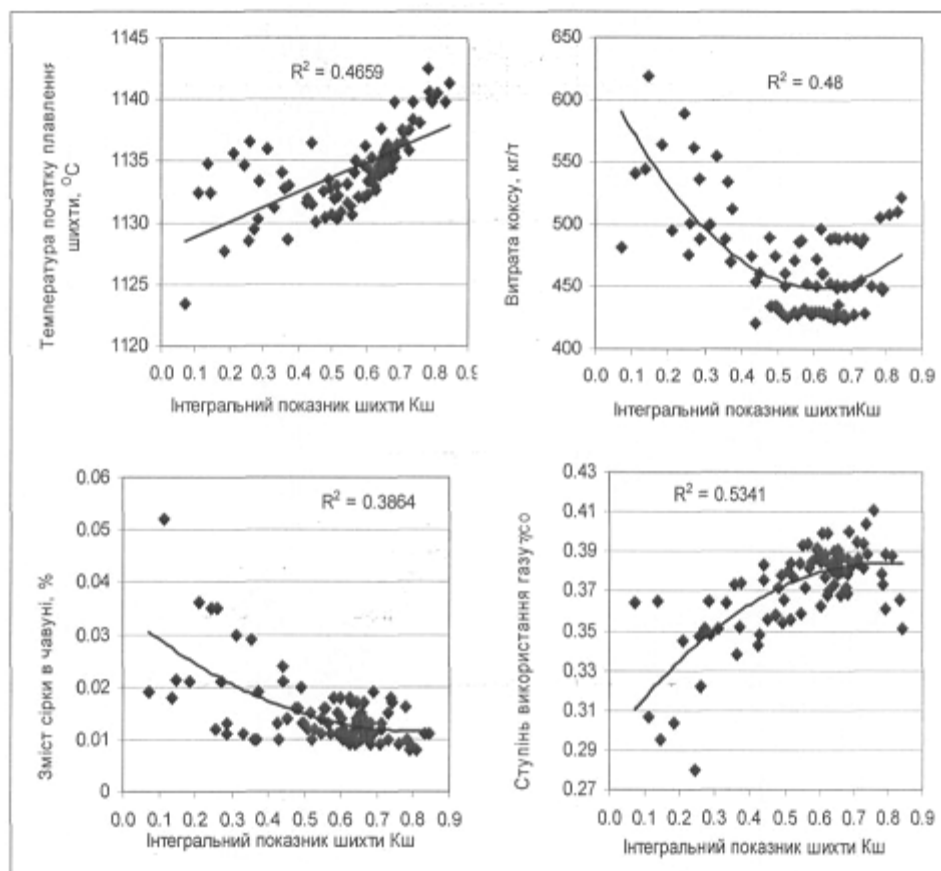 1145
1140
1135
1130
1125
1120
R² = 0.4659
Температура початку плавлення
шихти, °С
0.0 0.1 0.2 0.3 0.4 0.5 0.6 0.7 0.8 0.9
Інтегральний показник шихти Кш
650
600
550
500
450
400
R² = 0.48
Витрата коксу, кг/т
0.0 0.1 0.2 0.3 0.4 0.5 0.6 0.7 0.8 0.9
Інтегральний показник шихтиКш
0.06
0.05
0.04
0.03
0.02
0.01
0
R² = 0.3864
Зміст сірки в чавуні, %
0.0 0.1 0.2 0.3 0.4 0.5 0.6 0.7 0.8 0.9
Інтегральний показник шихти Кш
0.43
0.41
0.39
0.37
0.35
0.33
0.31
0.29
0.27
R² = 0.5341
Ступінь використання газу ηco
0 0.1 0.2 0.3 0.4 0.5 0.6 0.7 0.8 0.9
Інтегральний показник шихти Кш